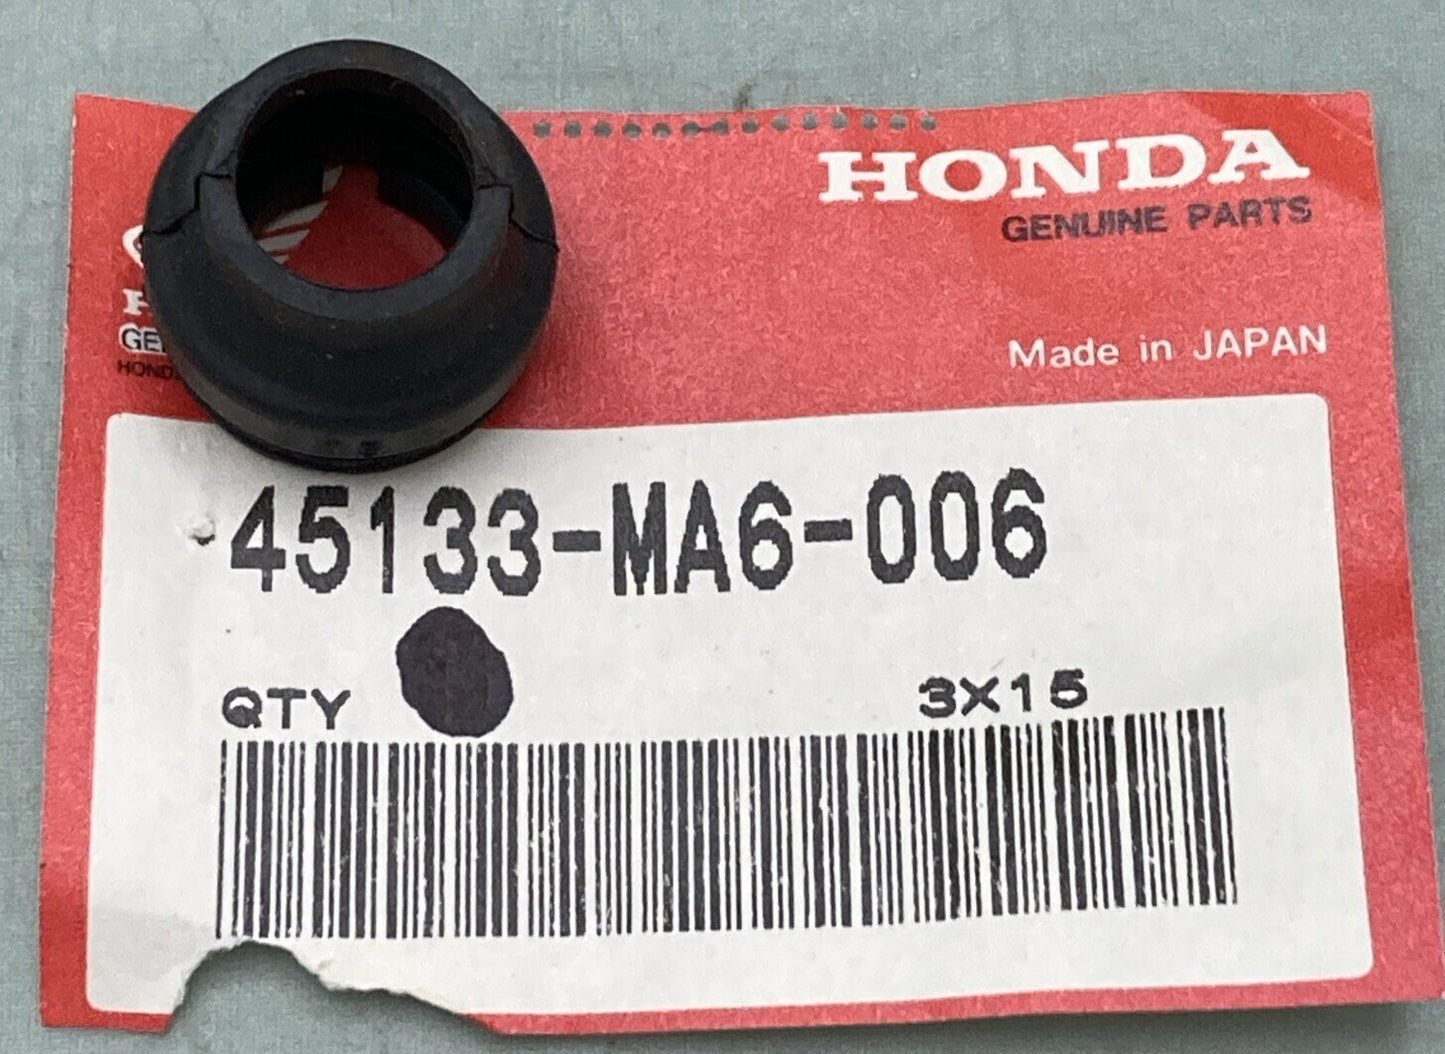 HONDA
GENUINE PARTS
Made in JAPAN
45133-MA6-006
QTY
3X15